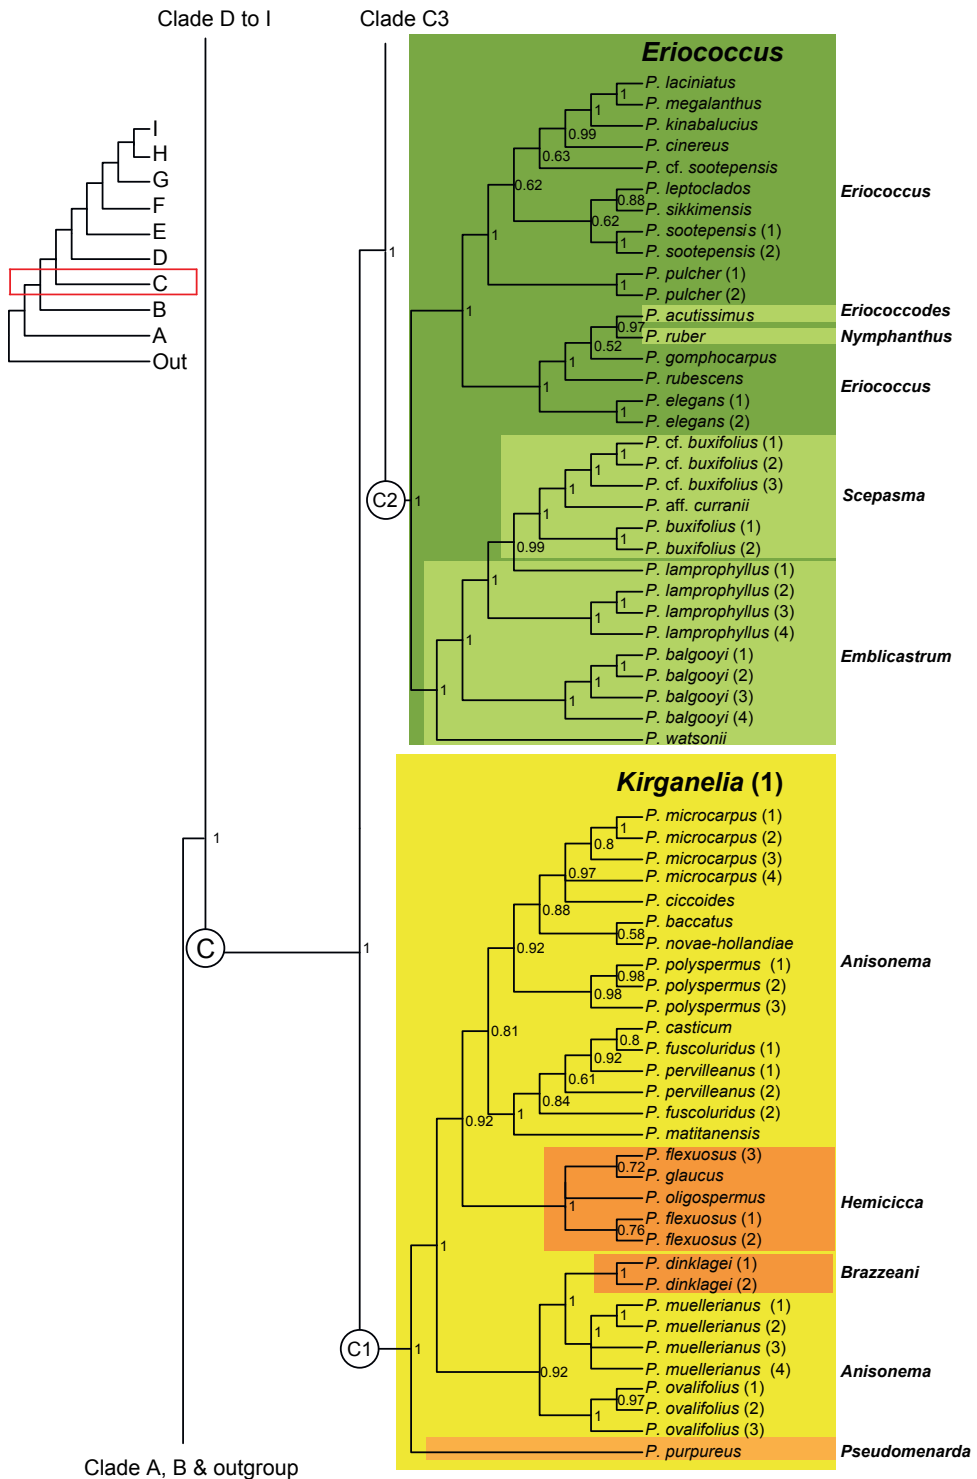 Clade D to I
Clade C3
I
H
G
F
E
D
C
B
A
Out
1
C
Clade A, B & outgroup
1
1
C2
1
C1
1
Eriococcus
P. laciniatus
1
P. megalanthus
1
P. kinabalucius
0.99
P. cinereus
0.63
P. cf. sootepensis
0.62
P. leptoclados
0.88
P. sikkimensis
0.62
P. sootepensis (1)
1
P. sootepensis (2)
1
P. pulcher (1)
1
P. pulcher (2)
Eriococcus
1
P. acutissimus
Eriococcodes
0.97
P. ruber
Nymphanthus
0.52
P. gomphocarpus
1
P. rubescens
Eriococcus
1
P. elegans (1)
1
P. elegans (2)
P. cf. buxifolius (1)
1
P. cf. buxifolius (2)
1
P. cf. buxifolius (3)
Scepasma
1
P. aff. curranii
1
P. buxifolius (1)
1
P. buxifolius (2)
0.99
P. lamprophyllus (1)
1
P. lamprophyllus (2)
1
P. lamprophyllus (3)
1
P. lamprophyllus (4)
1
P. balgooyi (1)
Emblicastrum
1
P. balgooyi (2)
1
P. balgooyi (3)
1
P. balgooyi (4)
1
P. watsonii
Kirganelia (1)
P. microcarpus (1)
1
P. microcarpus (2)
0.8
P. microcarpus (3)
0.97
P. microcarpus (4)
P. ciccoides
0.88
P. baccatus
0.58
P. novae-hollandiae
0.92
P. polyspermus (1)
Anisonema
0.98
P. polyspermus (2)
0.98
P. polyspermus (3)
0.81
P. casticum
0.8
P. fuscoluridus (1)
0.92
P. pervilleanus (1)
0.61
P. pervilleanus (2)
0.84
P. fuscoluridus (2)
1
P. matitanensis
0.92
P. flexuosus (3)
0.72
P. glaucus
P. oligospermus
Hemicicca
1
P. flexuosus (1)
0.76
P. flexuosus (2)
1
P. dinklagei (1)
Brazzeani
1
P. dinklagei (2)
1
P. muellerianus (1)
1
P. muellerianus (2)
1
P. muellerianus (3)
P. muellerianus (4)
Anisonema
0.92
P. ovalifolius (1)
0.97
P. ovalifolius (2)
1
P. ovalifolius (3)
P. purpureus
Pseudomenarda